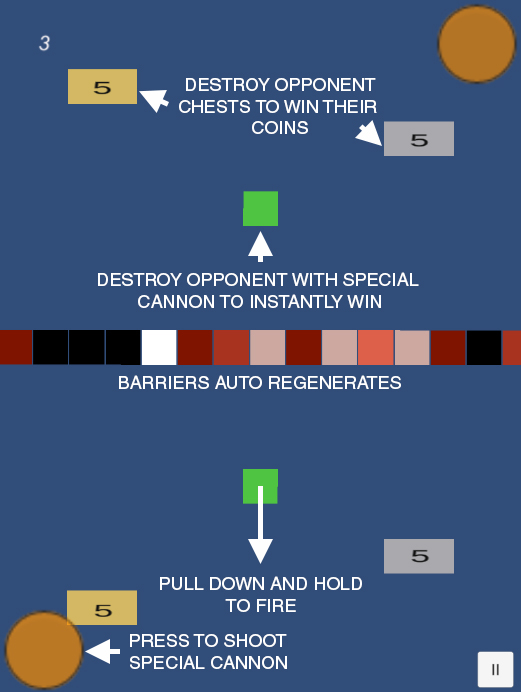 3
5
DESTROY OPPONENT
CHESTS TO WIN THEIR
COINS
5
DESTROY OPPONENT WITH SPECIAL
CANNON TO INSTANTLY WIN
BARRIERS AUTO REGENERATES
5
PULL DOWN AND HOLD
TO FIRE
5
PRESS TO SHOOT
SPECIAL CANNON